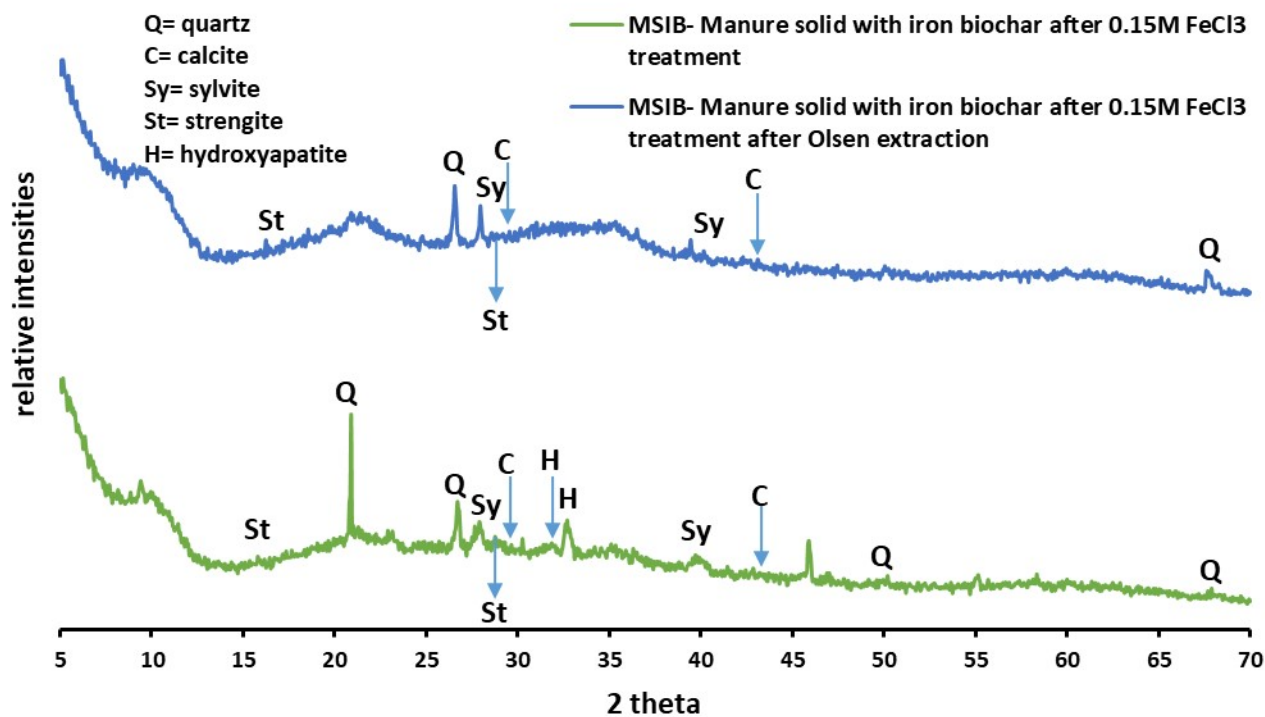 Q= quartz
C= calcite
Sy= sylvite
St= strengite
H= hydroxyapatite
MSIB- Manure solid with iron biochar after 0.15M FeCl3
treatment
MSIB- Manure solid with iron biochar after 0.15M FeCl3
treatment after Olsen extraction
relative intensities
St
Q
Sy
C
St
Sy
C
Q
St
Q
Q
Sy
C
St
H
H
Sy
C
Q
Q
5 10 15 20 25 30 35 40 45 50 55 60 65 70
2 theta